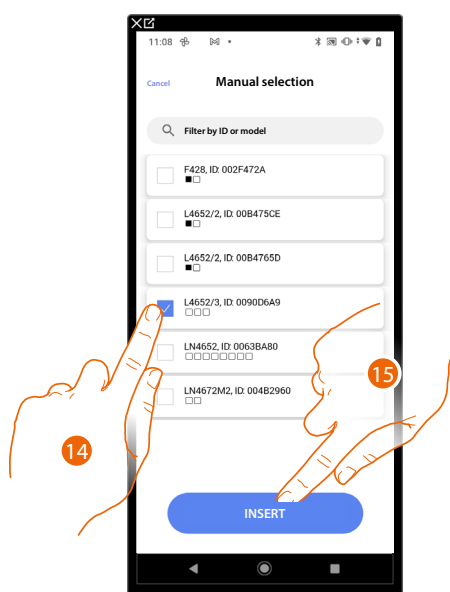 11:08
Cancel
Manual selection
Filter by ID or model
F428, ID: 002F472A
L4652/2, ID: 00B475CE
L4652/2, ID: 00B4765D
L4652/3, ID: 0090D6A9
LN4652, ID: 0063BA80
LN4672M2, ID: 004B2960
15
14
INSERT